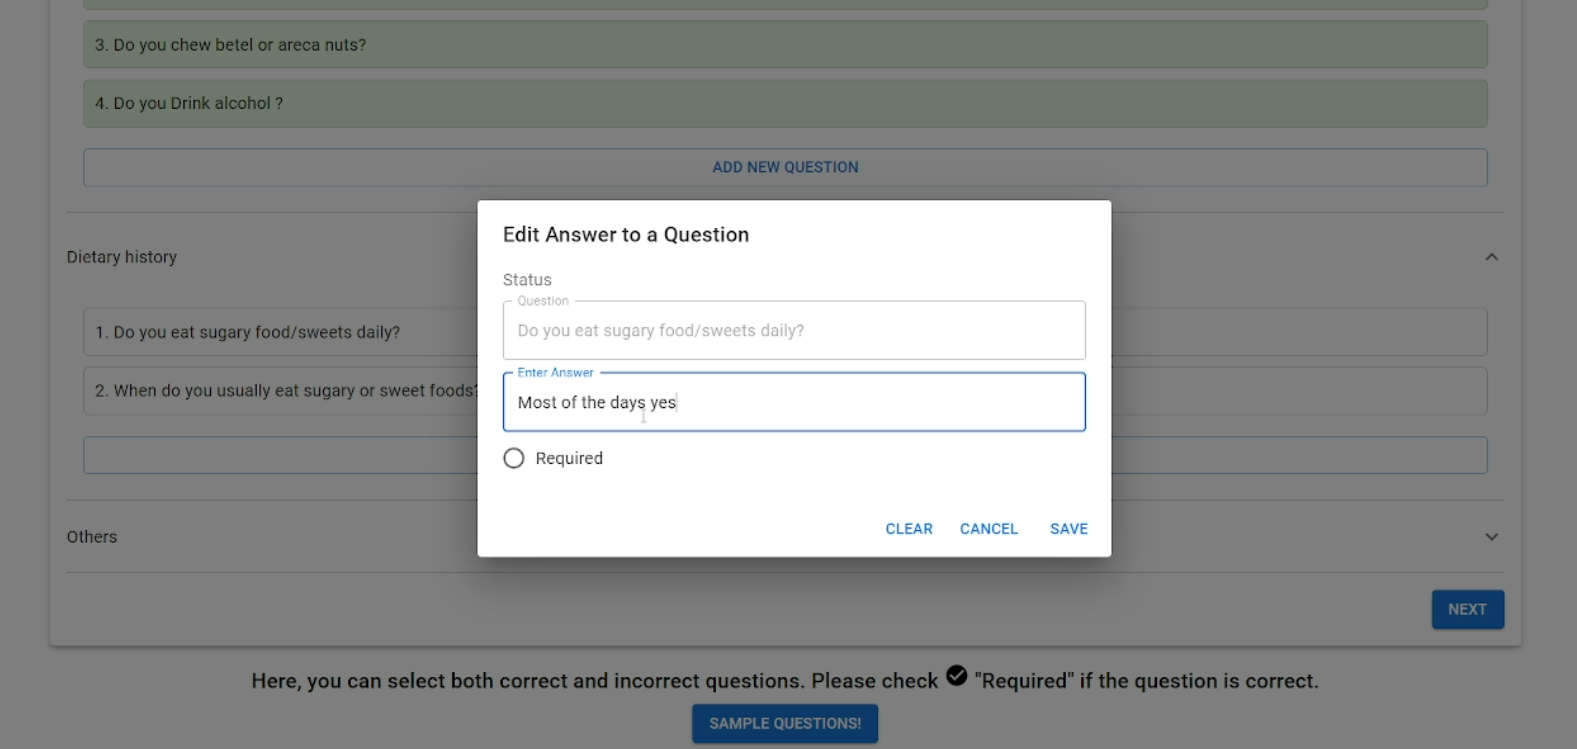 3. Do you chew betel or areca nuts?
4. Do you Drink alcohol ?
ADD NEW QUESTION
Edit Answer to a Question
Dietary history
Status
Question
Do you eat sugary food/sweets daily?
1. Do you eat sugary food/sweets daily?
Enter Answer
2. When do you usually eat sugary or sweet foods?
Most of the days yes
Required
CLEAR CANCEL SAVE
Others
NEXT
Here, you can select both correct and incorrect questions. Please check "Required" if the question is correct.
SAMPLE QUESTIONS!